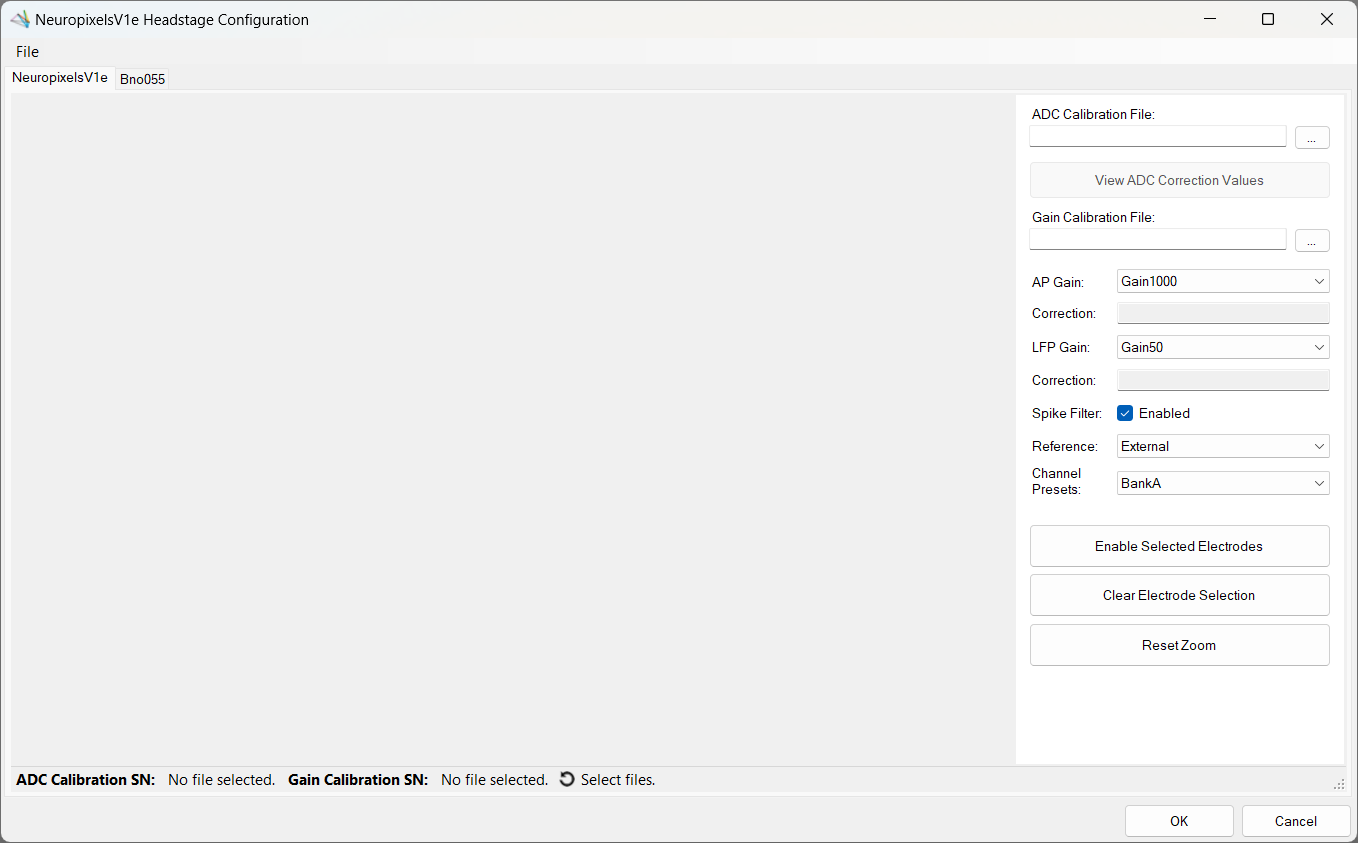 NeuropixelsV1e Headstage Configuration
File
NeuropixelsV1e Bno055
ADC Calibration File:
...
View ADC Correction Values
Gain Calibration File:
...
AP Gain: Gain1000
Correction:
LFP Gain: Gain50
Correction:
Spike Filter: Enabled
Reference: External
Channel
Presets: BankA
Enable Selected Electrodes
Clear Electrode Selection
Reset Zoom
ADC Calibration SN: No file selected. Gain Calibration SN: No file selected. Select files.
OK Cancel